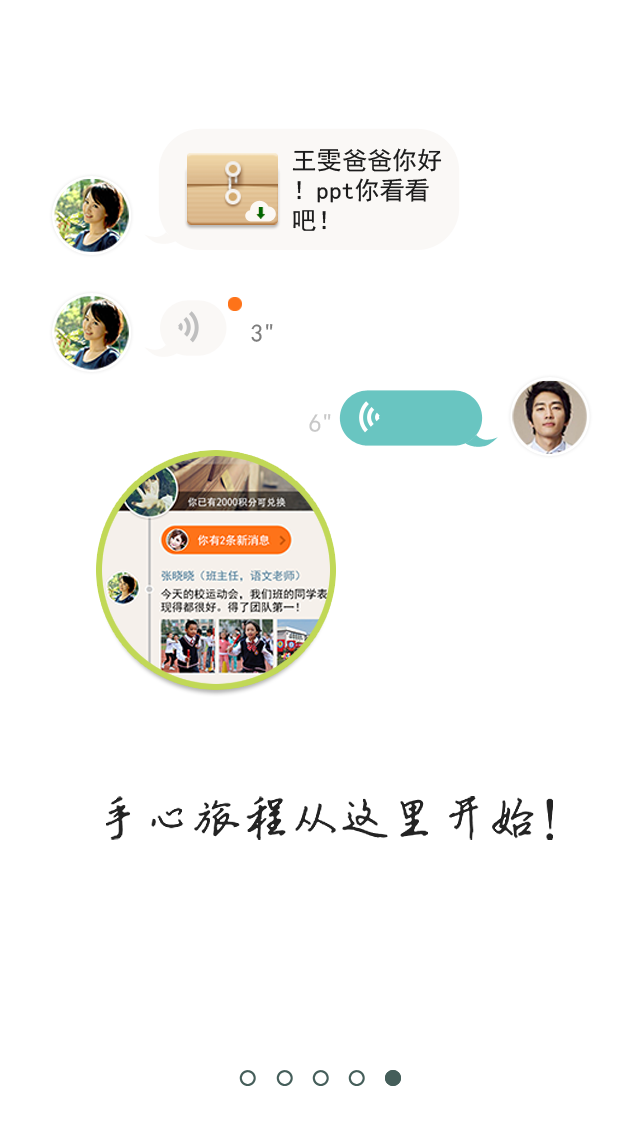 王雯爸爸你好
！ppt你看看
吧！
3"
6"
你已有2000积分可兑换
你有2条新消息
张晓晓（班主任，语文老师）
今天的校运动会，我们班的同学表
现得都很好。得了团队第一！
手心旅程从这里开始！